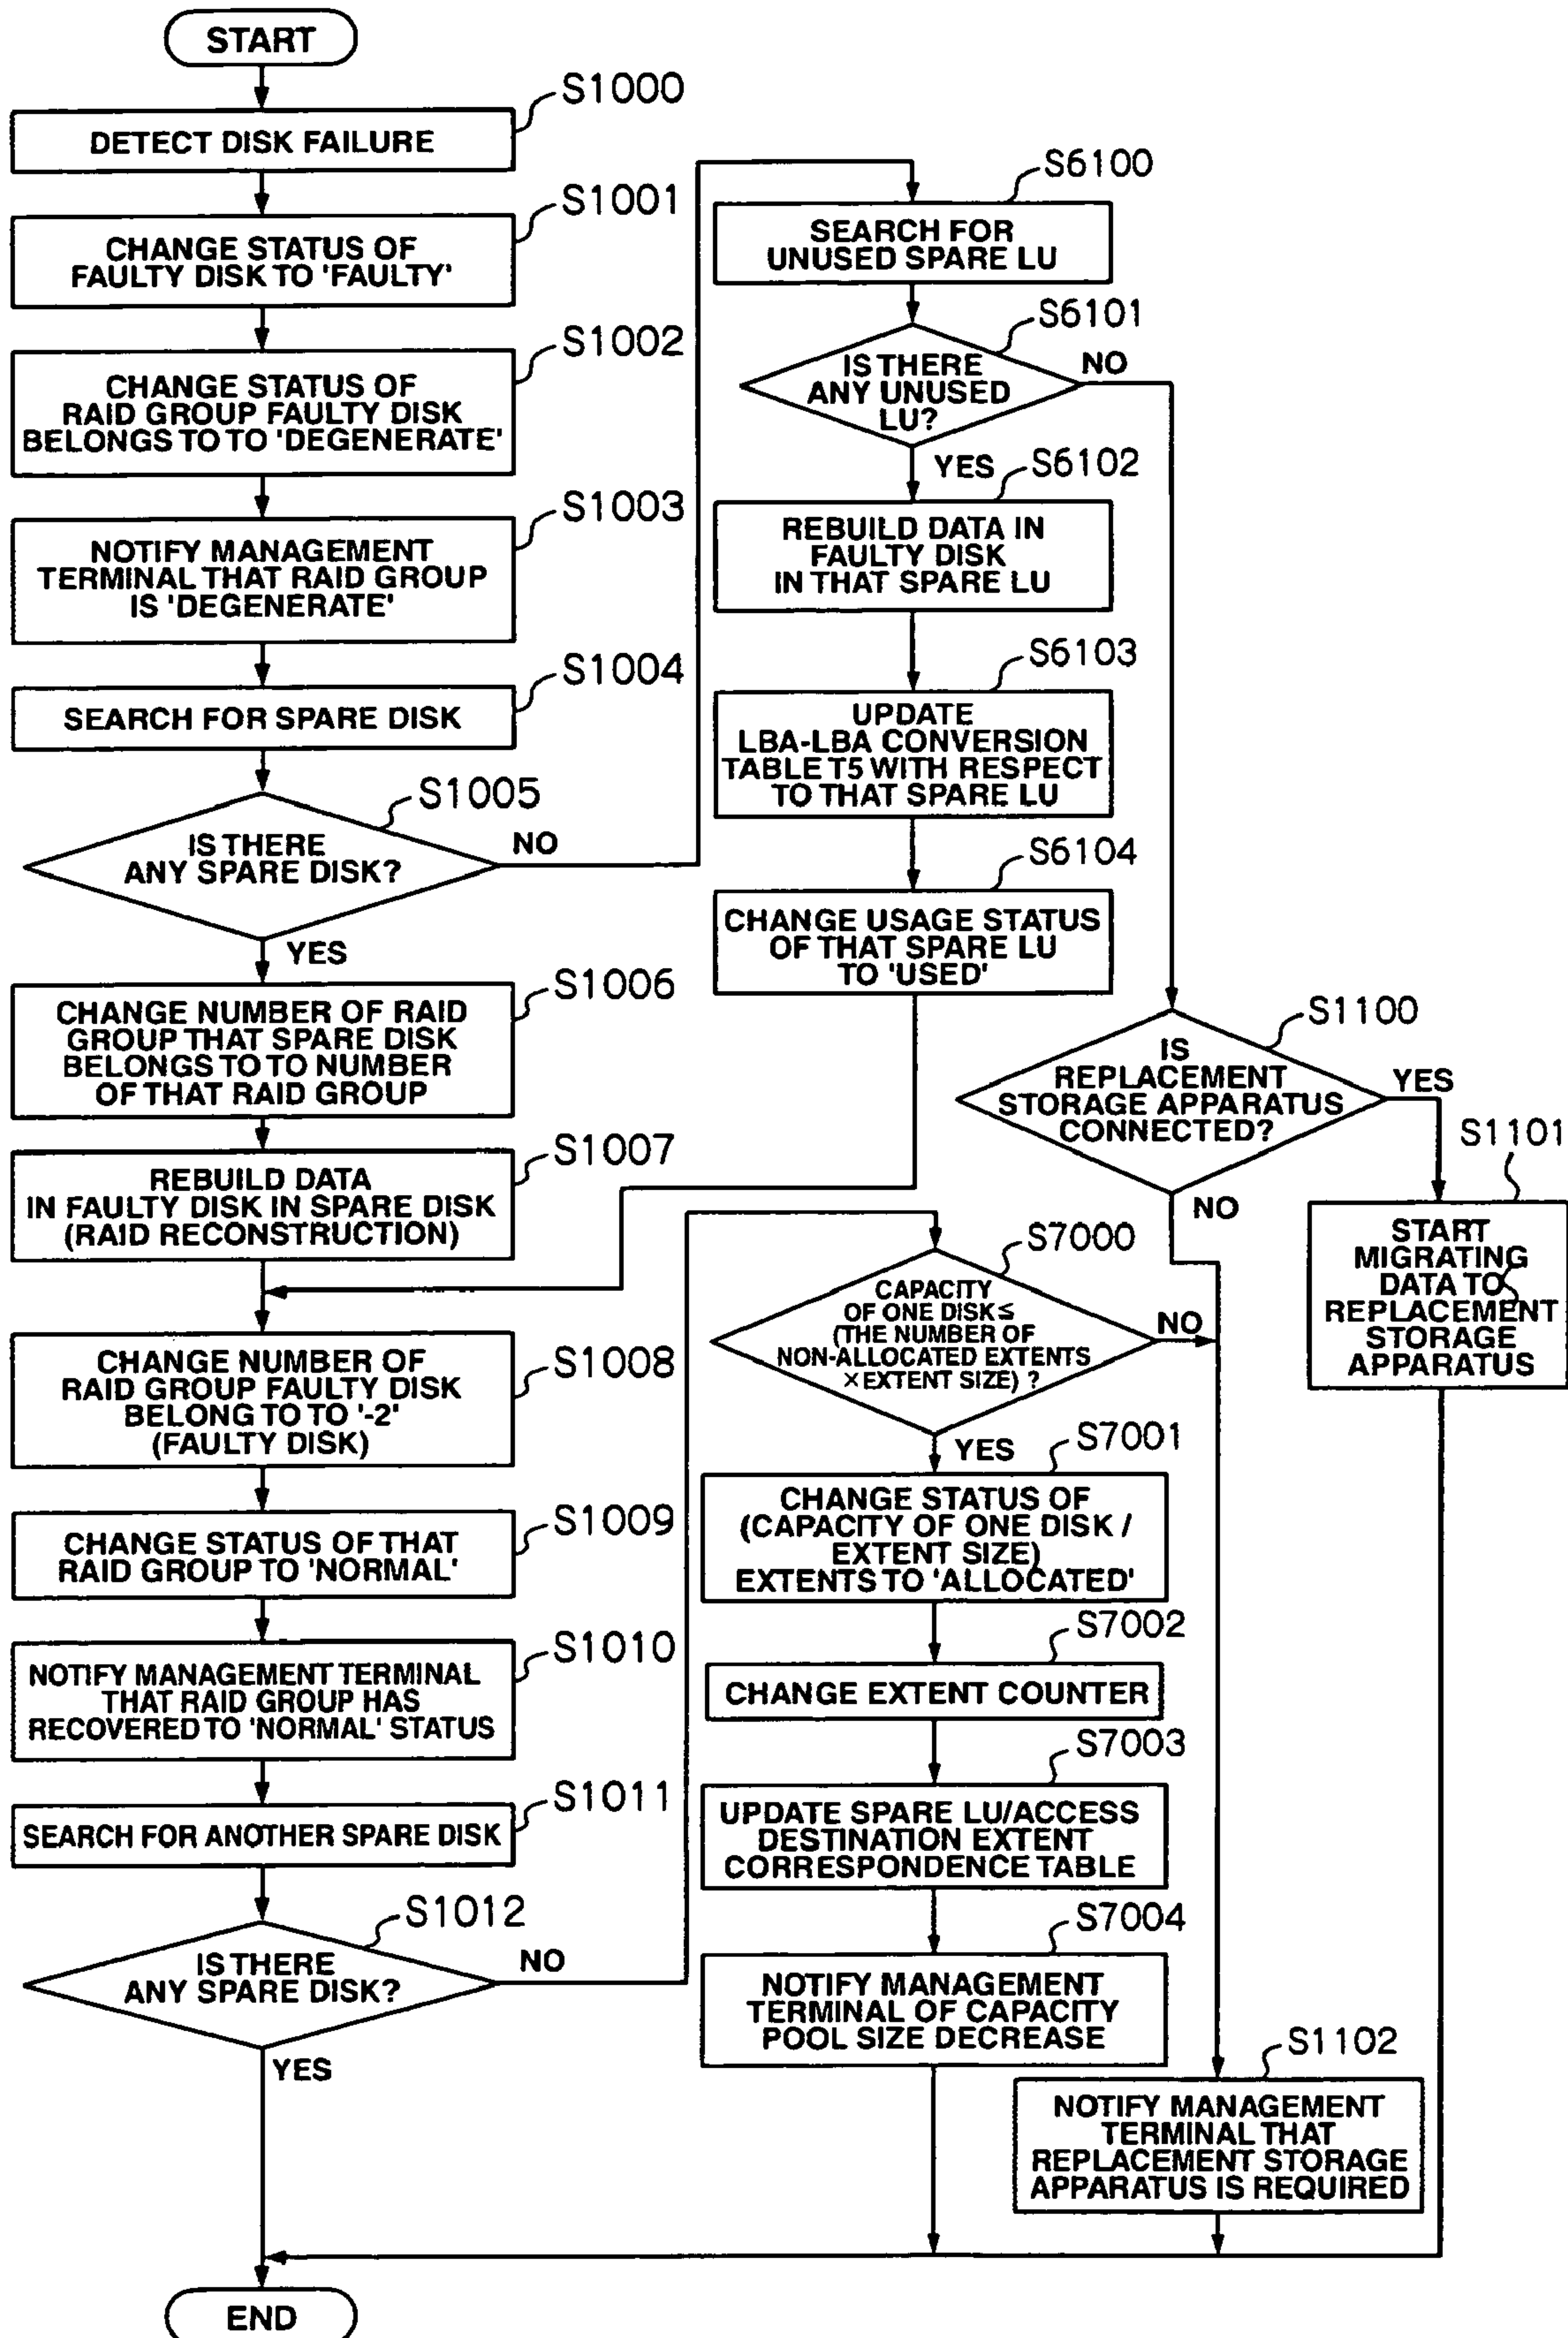 START
S1000
DETECT DISK FAILURE
S1001
CHANGE STATUS OF
FAULTY DISK TO 'FAULTY'
S1002
CHANGE STATUS OF
RAID GROUP FAULTY DISK
BELONGS TO TO 'DEGENERATE'
S1003
NOTIFY MANAGEMENT
TERMINAL THAT RAID GROUP
IS 'DEGENERATE'
S1004
SEARCH FOR SPARE DISK
S1005
IS THERE
ANY SPARE DISK?
NO
YES
S1006
CHANGE NUMBER OF RAID
GROUP THAT SPARE DISK
BELONGS TO TO NUMBER
OF THAT RAID GROUP
S1007
REBUILD DATA
IN FAULTY DISK IN SPARE DISK
(RAID RECONSTRUCTION)
S1008
CHANGE NUMBER OF
RAID GROUP FAULTY DISK
BELONG TO TO '-2'
(FAULTY DISK)
S1009
CHANGE STATUS OF THAT
RAID GROUP TO 'NORMAL'
S1010
NOTIFY MANAGEMENT TERMINAL
THAT RAID GROUP HAS
RECOVERED TO 'NORMAL' STATUS
S1011
SEARCH FOR ANOTHER SPARE DISK
S1012
IS THERE
ANY SPARE DISK?
NO
YES
END
S6100
SEARCH FOR
UNUSED SPARE LU
S6101
IS THERE
ANY UNUSED
LU?
NO
YES
S6102
REBUILD DATA IN
FAULTY DISK
IN THAT SPARE LU
S6103
UPDATE
LBA-LBA CONVERSION
TABLE T5 WITH RESPECT
TO THAT SPARE LU
S6104
CHANGE USAGE STATUS
OF THAT SPARE LU
TO 'USED'
S7000
CAPACITY
OF ONE DISK≤
(THE NUMBER OF
NON-ALLOCATED EXTENTS
×EXTENT SIZE) ?
NO
YES
S7001
CHANGE STATUS OF
(CAPACITY OF ONE DISK /
EXTENT SIZE)
EXTENTS TO 'ALLOCATED'
S7002
CHANGE EXTENT COUNTER
S7003
UPDATE SPARE LU/ACCESS
DESTINATION EXTENT
CORRESPONDENCE TABLE
S7004
NOTIFY MANAGEMENT
TERMINAL OF CAPACITY
POOL SIZE DECREASE
S1100
IS
REPLACEMENT
STORAGE APPARATUS
CONNECTED?
YES
NO
S1101
START
MIGRATING
DATA TO
REPLACEMENT
STORAGE
APPARATUS
S1102
NOTIFY MANAGEMENT
TERMINAL THAT
REPLACEMENT STORAGE
APPARATUS IS REQUIRED